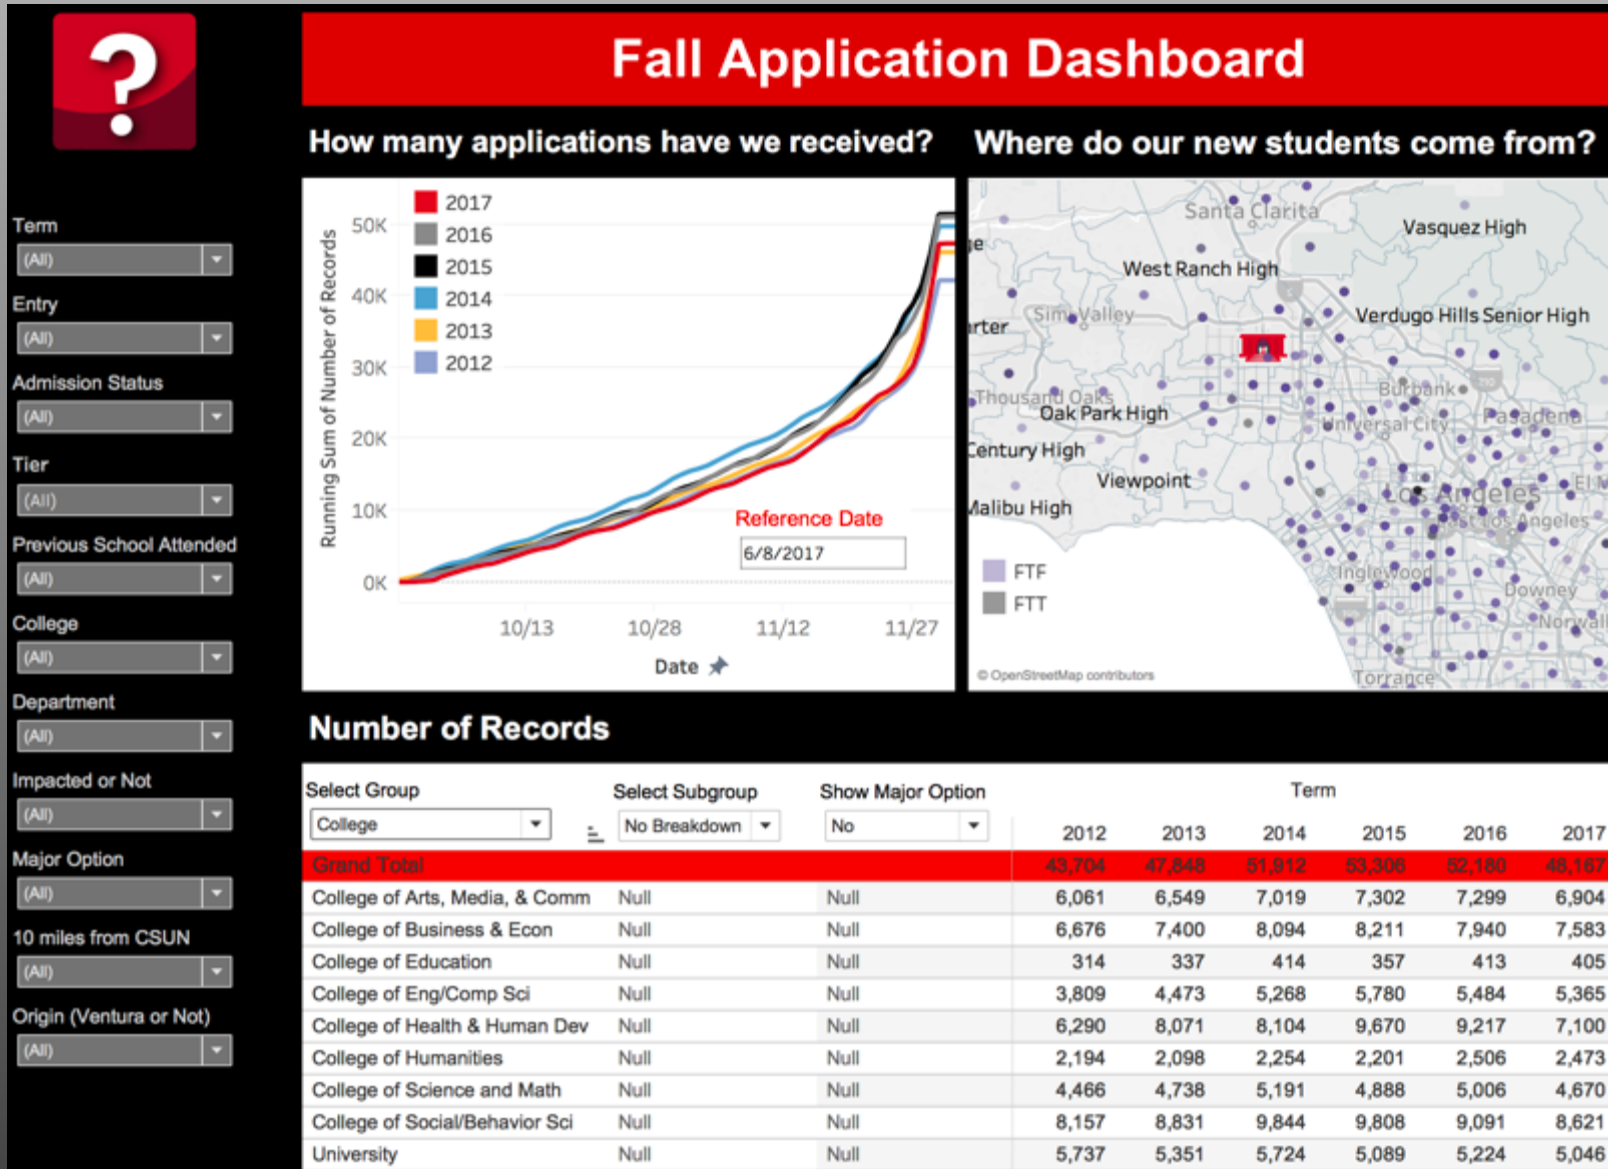 ?
Fall Application Dashboard
How many applications have we received?
Where do our new students come from?
Term
(All)
Entry
(All)
Admission Status
(All)
Tier
(All)
Previous School Attended
(All)
College
(All)
Department
(All)
Impacted or Not
(All)
Major Option
(All)
10 miles from CSUN
(All)
Origin (Ventura or Not)
(All)
Running Sum of Number of Records
50K
40K
30K
20K
10K
0K
2017
2016
2015
2014
2013
2012
Reference Date
6/8/2017
10/13 10/28 11/12 11/27
Date
Santa Clarita
Vasquez High
West Ranch High
Simi Valley
Verdugo Hills Senior High
Thousand Oaks
Burbank
Oak Park High
Universal City
Pasadena
Century High
Viewpoint
Los Angeles
Malibu High
East Los Angeles
FTF
FTT
Inglewood
Downey
Torrance
© OpenStreetMap contributors
Number of Records
Select Group Select Subgroup Show Major Option Term
College No Breakdown No
2012 2013 2014 2015 2016 2017
Grand Total 43,704 47,848 51,912 53,306 52,180 48,167
College of Arts, Media, & Comm Null Null 6,061 6,549 7,019 7,302 7,299 6,904
College of Business & Econ Null Null 6,676 7,400 8,094 8,211 7,940 7,583
College of Education Null Null 314 337 414 357 413 405
College of Eng/Comp Sci Null Null 3,809 4,473 5,268 5,780 5,484 5,365
College of Health & Human Dev Null Null 6,290 8,071 8,104 9,670 9,217 7,100
College of Humanities Null Null 2,194 2,098 2,254 2,201 2,506 2,473
College of Science and Math Null Null 4,466 4,738 5,191 4,888 5,006 4,670
College of Social/Behavior Sci Null Null 8,157 8,831 9,844 9,808 9,091 8,621
University Null Null 5,737 5,351 5,724 5,089 5,224 5,046